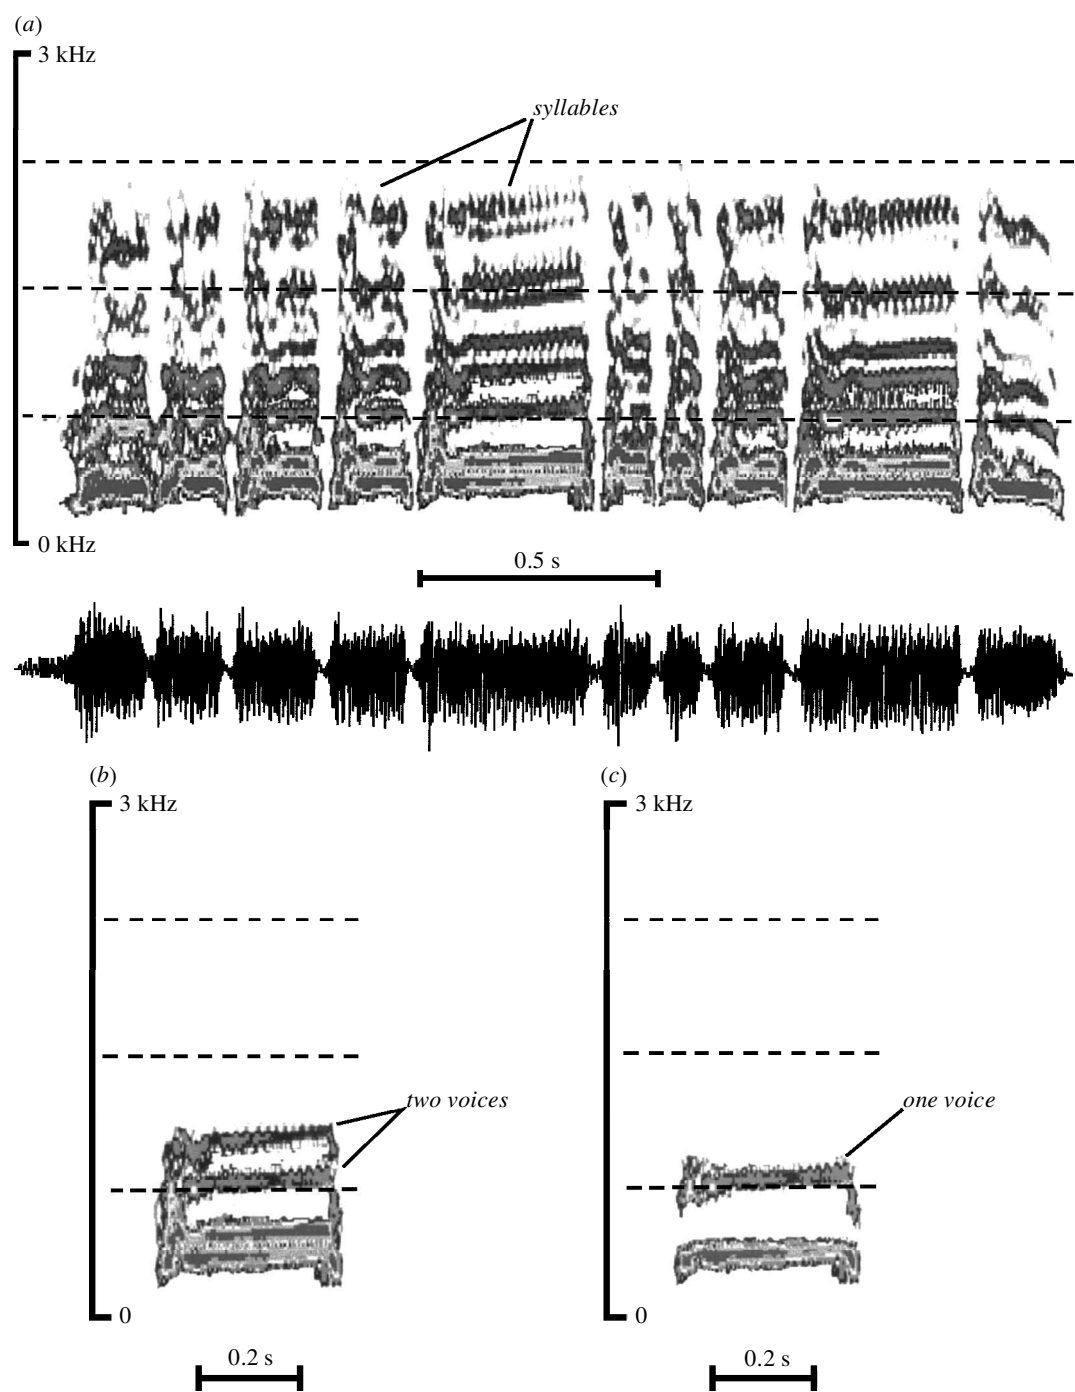 (a)
3 kHz
syllables
0 kHz
0.5 s
(b)
(c)
3 kHz
3 kHz
two voices
one voice
0
0
0.2 s
0.2 s